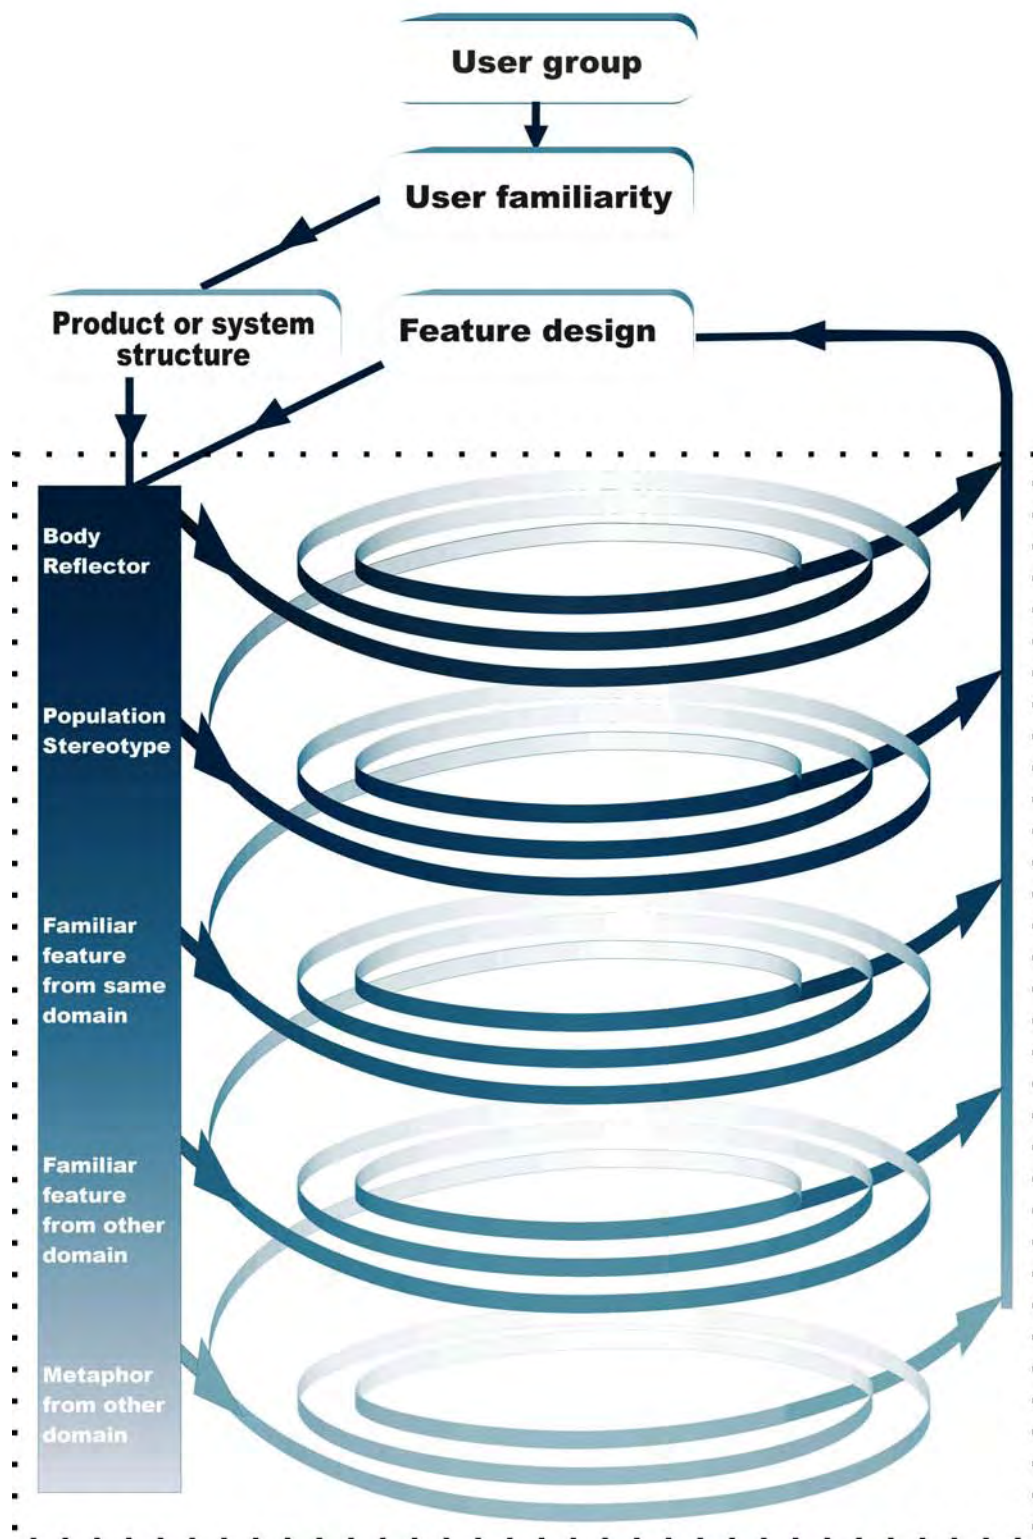 User group
User familiarity
Product or system
structure
Feature design
Body
Reflector
Population
Stereotype
Familiar
feature
from same
domain
Familiar
feature
from other
domain
Metaphor
from other
domain